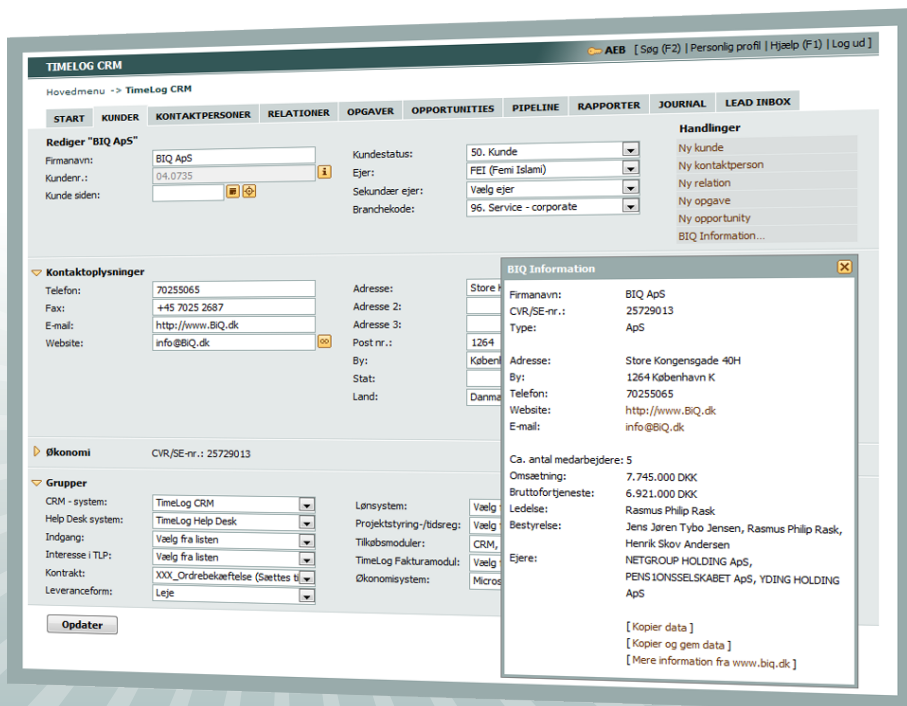 TIMELOG CRM
AEB [ Søg (F2) | Personlig profil | Hjælp (F1) | Log ud ]
Hovedmenu -> TimeLog CRM
START KUNDER KONTAKTPERSONER RELATIONER OPGAVER OPPORTUNITIES PIPELINE RAPPORTER JOURNAL LEAD INBOX
Rediger "BIQ ApS"
Firmanavn: BIQ ApS
Kundenr.: 04.0735
Kunde siden:
Kundestatus: 50. Kunde
Ejer: FEI (Femi Islami)
Sekundær ejer: Vælg ejer
Branchekode: 96. Service - corporate
Handlinger
Ny kunde
Ny kontaktperson
Ny relation
Ny opgave
Ny opportunity
BIQ Information...
Kontaktoplysninger
Telefon: 70255065
Fax: +45 7025 2687
E-mail: http://www.BiQ.dk
Website: info@BiQ.dk
Adresse: Store
Adresse 2:
Adresse 3:
Post nr.: 1264
By: Københ
Stat:
Land: Danma
Økonomi CVR/SE-nr.: 25729013
Grupper
CRM - system: TimeLog CRM
Help Desk system: TimeLog Help Desk
Indgang: Vælg fra listen
Interesse i TLP: Vælg fra listen
Kontrakt: XXX_Ordrebekæftelse (Sættes ti
Leveranceform: Leje
Lønsystem: Vælg
Projektstyring-/tidsreg: Vælg
Tilkøbsmoduler: CRM,
TimeLog Fakturamodul: Vælg
Økonomisystem: Micros
Opdater
BIQ Information
Firmanavn: BIQ ApS
CVR/SE-nr.: 25729013
Type: ApS
Adresse: Store Kongensgade 40H
By: 1264 København K
Telefon: 70255065
Website: http://www.BiQ.dk
E-mail: info@BiQ.dk
Ca. antal medarbejdere: 5
Omsætning: 7.745.000 DKK
Bruttofortjeneste: 6.921.000 DKK
Ledelse: Rasmus Philip Rask
Bestyrelse: Jens Jøren Tybo Jensen, Rasmus Philip Rask,
Henrik Skov Andersen
Ejere: NETGROUP HOLDING ApS,
PENS1ONSSELSKABET ApS, YDING HOLDING
ApS
[ Kopier data ]
[ Kopier og gem data ]
[ Mere information fra www.biq.dk ]